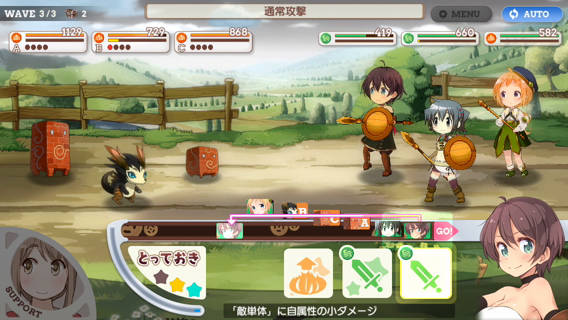 WAVE 3/3 2
通常攻撃
MENU
AUTO
1129
729
868
419
660
582
A
B
C
B
C
A
GO!
とっておき
SUPPORT
「敵単体」に自属性の小ダメージ